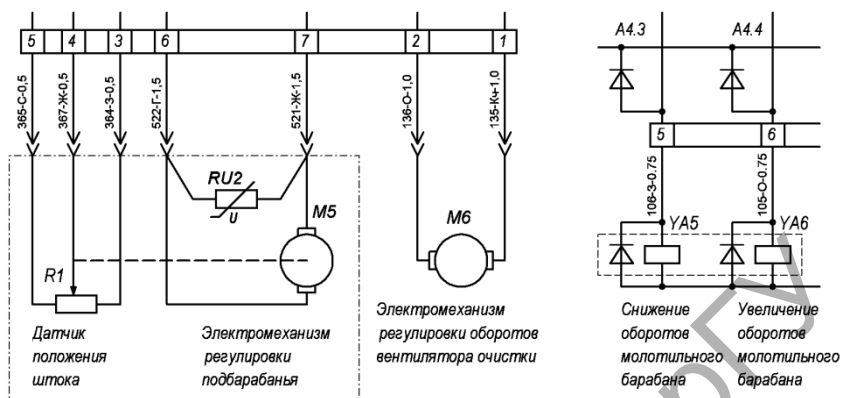 A4.3 A4.4
5 4 3 6 7 2 1
5 6
365-С-0,5
367-Ж-0,5
364-З-0,5
522-Г-1,5
521-Ж-1,5
136-О-1,0
135-Кч-1,0
106-З-0.75
105-О-0.75
RU2
U
M5
M6
R1
YA5 YA6
Датчик
положения
штока
Электромеханизм
регулировки
подбарабанья
Электромеханизм
регулировки оборотов
вентилятора очистки
Снижение
оборотов
молотильного
барабана
Увеличение
оборотов
молотильного
барабана
рГУ